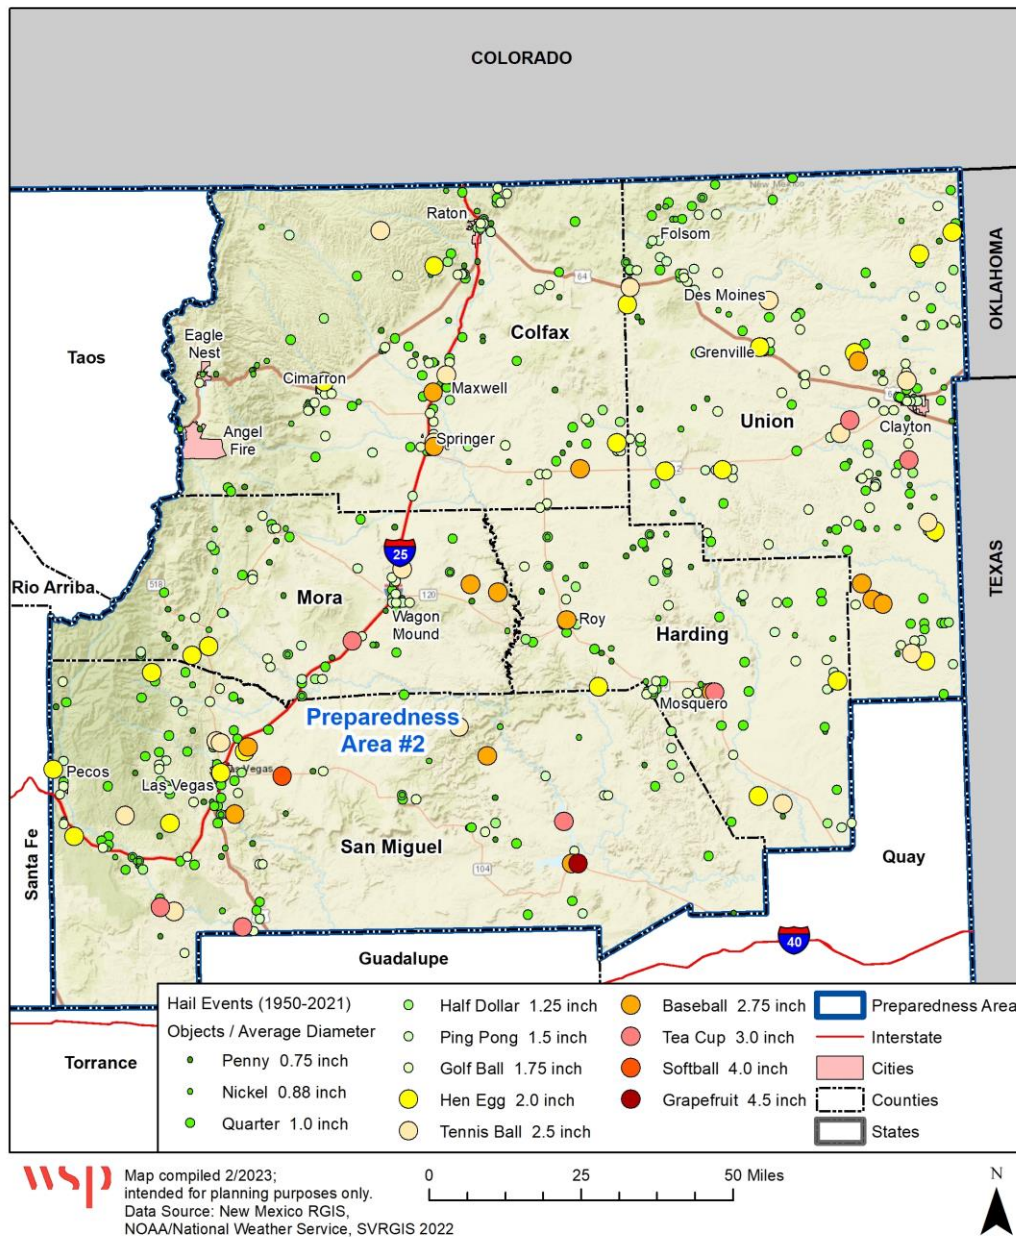 COLORADO
New Mexico
Raton
Folsom
64
OKLAHOMA
Des Moines
Colfax
Taos
Eagle
Nest
Grenville
Cimarron
Maxwell
Union
Clayton
Angel
Fire
Springer
25
TEXAS
Rio Arriba
518
Mora
120
Wagon
Mound
Roy
Harding
Mosquero
Preparedness
Area #2
Pecos
Las Vegas
San Miguel
104
Santa Fe
Quay
40
Guadalupe
Torrance
Hail Events (1950-2021)
Objects / Average Diameter
Penny 0.75 inch
Nickel 0.88 inch
Quarter 1.0 inch
Half Dollar 1.25 inch
Ping Pong 1.5 inch
Golf Ball 1.75 inch
Hen Egg 2.0 inch
Tennis Ball 2.5 inch
Baseball 2.75 inch
Tea Cup 3.0 inch
Softball 4.0 inch
Grapefruit 4.5 inch
Preparedness Area
Interstate
Cities
Counties
States
wsp
Map compiled 2/2023;
intended for planning purposes only.
Data Source: New Mexico RGIS,
NOAA/National Weather Service, SVRGIS 2022
0 25 50 Miles
N